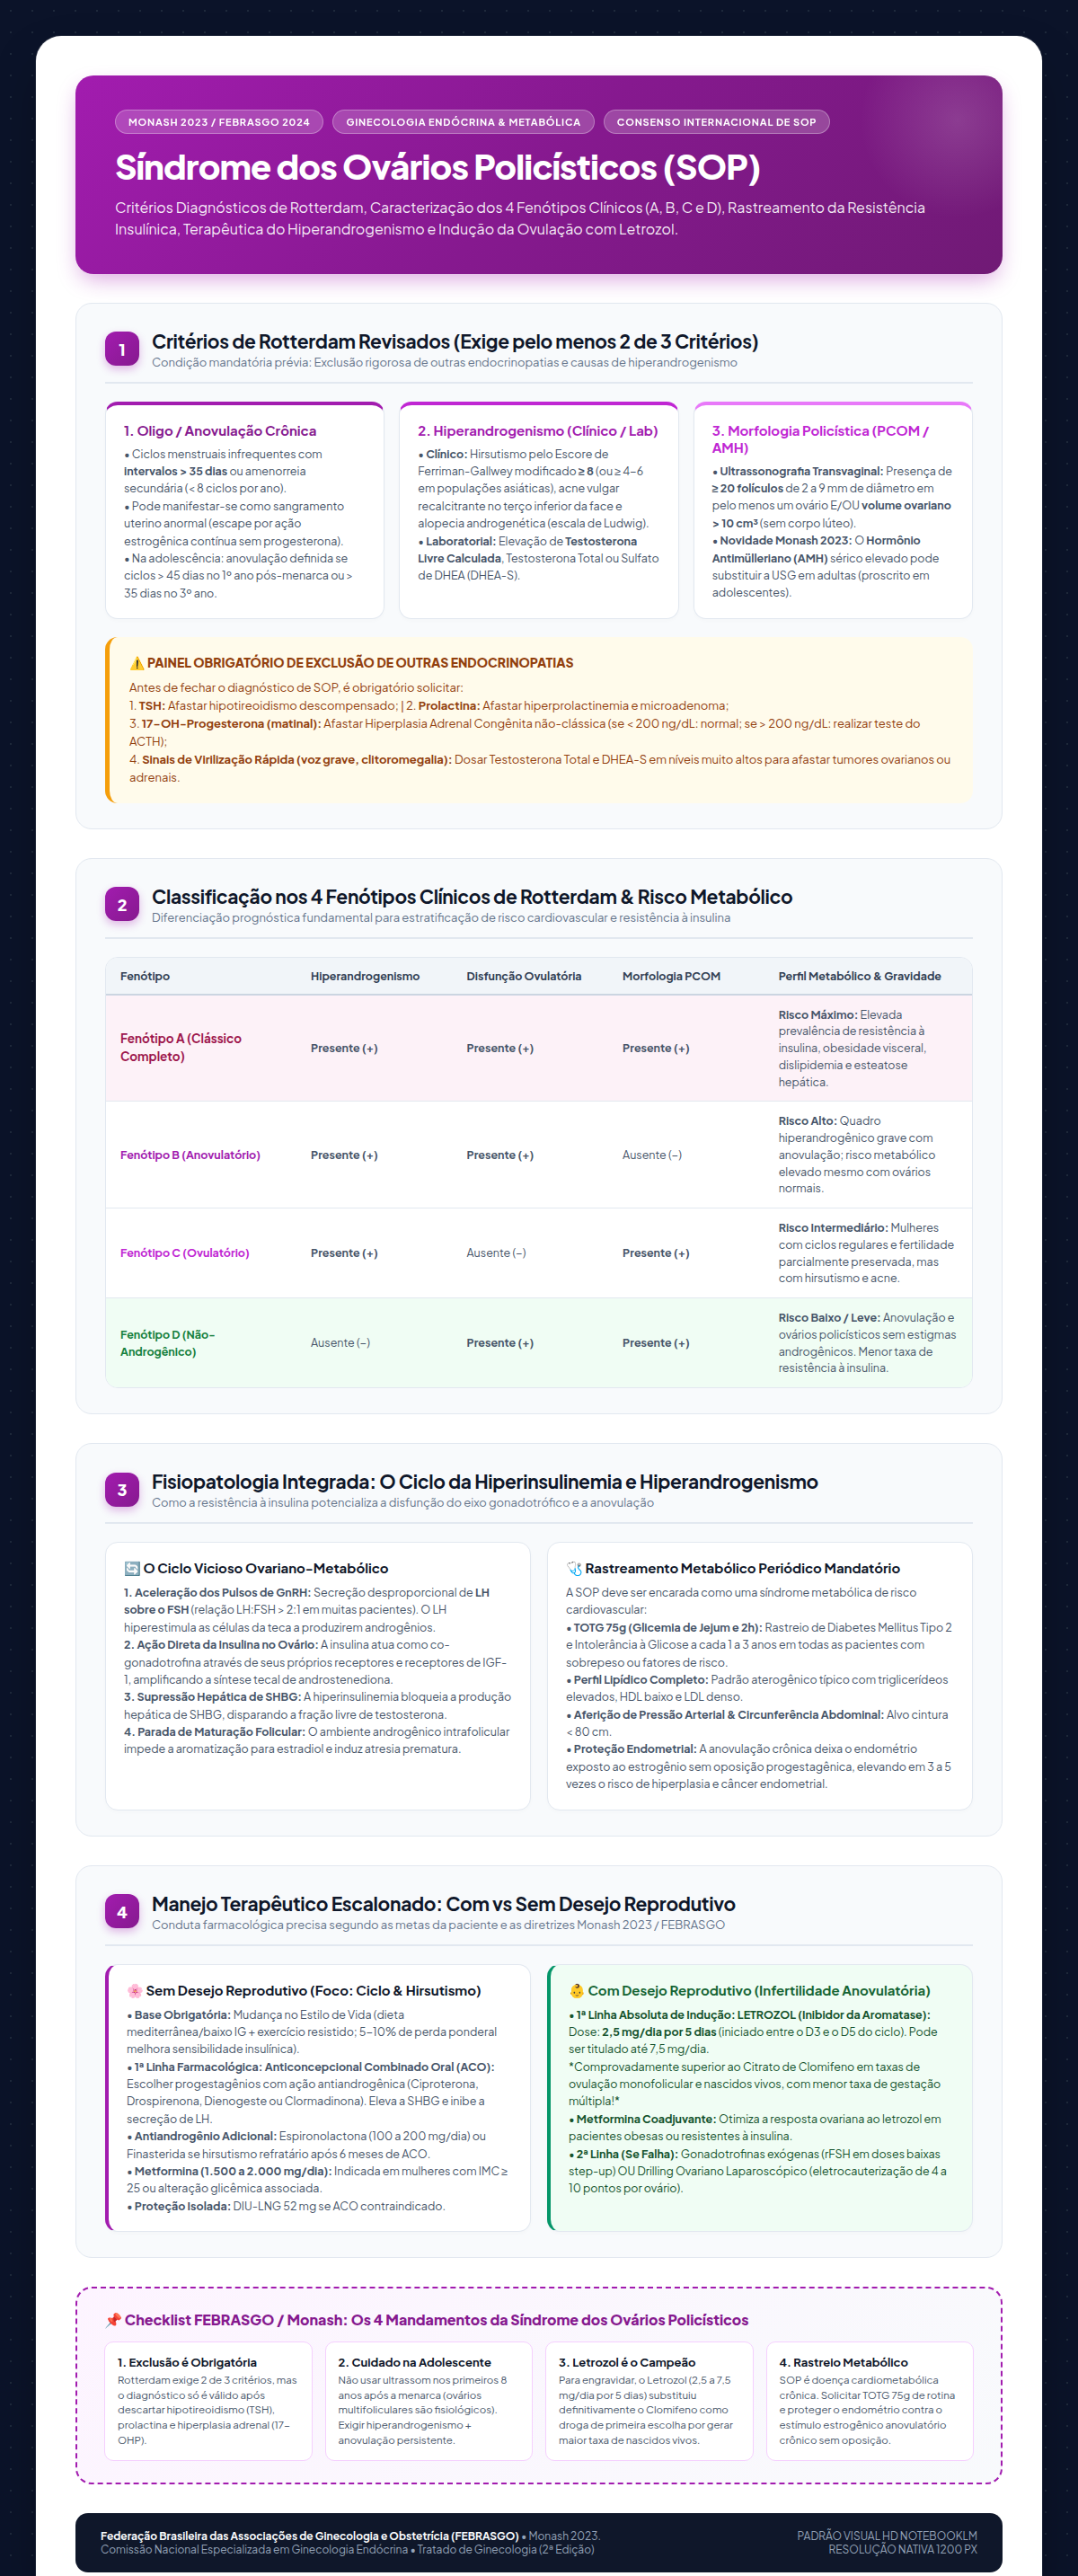 MONASH 2023 / FEBRASGO 2024
GINECOLOGIA ENDÓCRINA & METABÓLICA
CONSENSO INTERNACIONAL DE SOP
Síndrome dos Ovários Policísticos (SOP)
Critérios Diagnósticos de Rotterdam, Caracterização dos 4 Fenótipos Clínicos (A, B, C e D), Rastreamento da Resistência
Insulínica, Terapêutica do Hiperandrogenismo e Indução da Ovulação com Letrozol.
1
Critérios de Rotterdam Revisados (Exige pelo menos 2 de 3 Critérios)
Condição mandatória prévia: Exclusão rigorosa de outras endocrinopatias e causas de hiperandrogenismo
1. Oligo / Anovulação Crônica
• Ciclos menstruais infrequentes com
intervalos > 35 dias ou amenorreia
secundária (< 8 ciclos por ano).
• Pode manifestar-se como sangramento
uterino anormal (escape por ação
estrogênica contínua sem progesterona).
• Na adolescência: anovulação definida se
ciclos > 45 dias no 1º ano pós-menarca ou >
35 dias no 3º ano.
2. Hiperandrogenismo (Clínico / Lab)
• Clínico: Hirsutismo pelo Escore de
Ferriman-Gallwey modificado ≥ 8 (ou ≥ 4-6
em populações asiáticas), acne vulgar
recalcitrante no terço inferior da face e
alopecia androgenética (escala de Ludwig).
• Laboratorial: Elevação de Testosterona
Livre Calculada, Testosterona Total ou Sulfato
de DHEA (DHEA-S).
3. Morfologia Policística (PCOM /
AMH)
• Ultrassonografia Transvaginal: Presença de
≥ 20 folículos de 2 a 9 mm de diâmetro em
pelo menos um ovário E/OU volume ovariano
> 10 cm³ (sem corpo lúteo).
• Novidade Monash 2023: O Hormônio
Antimülleriano (AMH) sérico elevado pode
substituir a USG em adultas (proscrito em
adolescentes).
⚠️ PAINEL OBRIGATÓRIO DE EXCLUSÃO DE OUTRAS ENDOCRINOPATIAS
Antes de fechar o diagnóstico de SOP, é obrigatório solicitar:
1. TSH: Afastar hipotireoidismo descompensado; | 2. Prolactina: Afastar hiperprolactinemia e microadenoma;
3. 17-OH-Progesterona (matinal): Afastar Hiperplasia Adrenal Congênita não-clássica (se < 200 ng/dL: normal; se > 200 ng/dL: realizar teste do
ACTH);
4. Sinais de Virilização Rápida (voz grave, clitoromegalia): Dosar Testosterona Total e DHEA-S em níveis muito altos para afastar tumores ovarianos ou
adrenais.
2
Classificação nos 4 Fenótipos Clínicos de Rotterdam & Risco Metabólico
Diferenciação prognóstica fundamental para estratificação de risco cardiovascular e resistência à insulina
Fenótipo Hiperandrogenismo Disfunção Ovulatória Morfologia PCOM Perfil Metabólico & Gravidade
Fenótipo A (Clássico
Completo)
Presente (+) Presente (+) Presente (+)
Risco Máximo: Elevada
prevalência de resistência à
insulina, obesidade visceral,
dislipidemia e esteatose
hepática.
Fenótipo B (Anovulatório) Presente (+) Presente (+) Ausente (−)
Risco Alto: Quadro
hiperandrogênico grave com
anovulação; risco metabólico
elevado mesmo com ovários
normais.
Fenótipo C (Ovulatório) Presente (+) Ausente (−) Presente (+)
Risco Intermediário: Mulheres
com ciclos regulares e fertilidade
parcialmente preservada, mas
com hirsutismo e acne.
Fenótipo D (Não-
Androgênico)
Ausente (−) Presente (+) Presente (+)
Risco Baixo / Leve: Anovulação e
ovários policísticos sem estigmas
androgênicos. Menor taxa de
resistência à insulina.
3
Fisiopatologia Integrada: O Ciclo da Hiperinsulinemia e Hiperandrogenismo
Como a resistência à insulina potencializa a disfunção do eixo gonadotrófico e a anovulação
🔄 O Ciclo Vicioso Ovariano-Metabólico
1. Aceleração dos Pulsos de GnRH: Secreção desproporcional de LH
sobre o FSH (relação LH:FSH > 2:1 em muitas pacientes). O LH
hiperestimula as células da teca a produzirem androgênios.
2. Ação Direta da Insulina no Ovário: A insulina atua como co-
gonadotrofina através de seus próprios receptores e receptores de IGF-
1, amplificando a síntese tecal de androstenediona.
3. Supressão Hepática de SHBG: A hiperinsulinemia bloqueia a produção
hepática de SHBG, disparando a fração livre de testosterona.
4. Parada de Maturação Folicular: O ambiente androgênico intrafolicular
impede a aromatização para estradiol e induz atresia prematura.
🩺 Rastreamento Metabólico Periódico Mandatório
A SOP deve ser encarada como uma síndrome metabólica de risco
cardiovascular:
• TOTG 75g (Glicemia de Jejum e 2h): Rastreio de Diabetes Mellitus Tipo 2
e Intolerância à Glicose a cada 1 a 3 anos em todas as pacientes com
sobrepeso ou fatores de risco.
• Perfil Lipídico Completo: Padrão aterogênico típico com triglicerídeos
elevados, HDL baixo e LDL denso.
• Aferição de Pressão Arterial & Circunferência Abdominal: Alvo cintura
< 80 cm.
• Proteção Endometrial: A anovulação crônica deixa o endométrio
exposto ao estrogênio sem oposição progestagênica, elevando em 3 a 5
vezes o risco de hiperplasia e câncer endometrial.
4
Manejo Terapêutico Escalonado: Com vs Sem Desejo Reprodutivo
Conduta farmacológica precisa segundo as metas da paciente e as diretrizes Monash 2023 / FEBRASGO
🌸 Sem Desejo Reprodutivo (Foco: Ciclo & Hirsutismo)
• Base Obrigatória: Mudança no Estilo de Vida (dieta
mediterrânea/baixo IG + exercício resistido; 5-10% de perda ponderal
melhora sensibilidade insulínica).
• 1ª Linha Farmacológica: Anticoncepcional Combinado Oral (ACO):
Escolher progestagênios com ação antiandrogênica (Ciproterona,
Drospirenona, Dienogeste ou Clormadinona). Eleva a SHBG e inibe a
secreção de LH.
• Antiandrogênio Adicional: Espironolactona (100 a 200 mg/dia) ou
Finasterida se hirsutismo refratário após 6 meses de ACO.
• Metformina (1.500 a 2.000 mg/dia): Indicada em mulheres com IMC ≥
25 ou alteração glicêmica associada.
• Proteção Isolada: DIU-LNG 52 mg se ACO contraindicado.
👶 Com Desejo Reprodutivo (Infertilidade Anovulatória)
• 1ª Linha Absoluta de Indução: LETROZOL (Inibidor da Aromatase):
Dose: 2,5 mg/dia por 5 dias (iniciado entre o D3 e o D5 do ciclo). Pode
ser titulado até 7,5 mg/dia.
*Comprovadamente superior ao Citrato de Clomifeno em taxas de
ovulação monofolicular e nascidos vivos, com menor taxa de gestação
múltipla!*
• Metformina Coadjuvante: Otimiza a resposta ovariana ao letrozol em
pacientes obesas ou resistentes à insulina.
• 2ª Linha (Se Falha): Gonadotrofinas exógenas (rFSH em doses baixas
step-up) OU Drilling Ovariano Laparoscópico (eletrocauterização de 4 a
10 pontos por ovário).
📌 Checklist FEBRASGO / Monash: Os 4 Mandamentos da Síndrome dos Ovários Policísticos
1. Exclusão é Obrigatória
Rotterdam exige 2 de 3 critérios, mas
o diagnóstico só é válido após
descartar hipotireoidismo (TSH),
prolactina e hiperplasia adrenal (17-
OHP).
2. Cuidado na Adolescente
Não usar ultrassom nos primeiros 8
anos após a menarca (ovários
multifoliculares são fisiológicos).
Exigir hiperandrogenismo +
anovulação persistente.
3. Letrozol é o Campeão
Para engravidar, o Letrozol (2,5 a 7,5
mg/dia por 5 dias) substituiu
definitivamente o Clomifeno como
droga de primeira escolha por gerar
maior taxa de nascidos vivos.
4. Rastreio Metabólico
SOP é doença cardiometabólica
crônica. Solicitar TOTG 75g de rotina
e proteger o endométrio contra o
estímulo estrogênico anovulatório
crônico sem oposição.
Federação Brasileira das Associações de Ginecologia e Obstetrícia (FEBRASGO) • Monash 2023.
Comissão Nacional Especializada em Ginecologia Endócrina • Tratado de Ginecologia (2ª Edição)
PADRÃO VISUAL HD NOTEBOOKLM
RESOLUÇÃO NATIVA 1200 PX